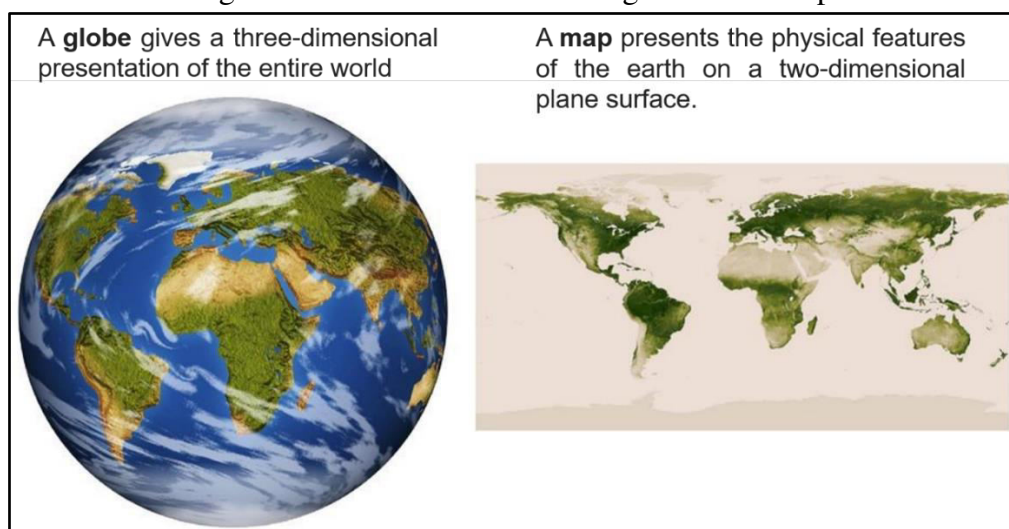 A globe gives a three-dimensional
presentation of the entire world
A map presents the physical features
of the earth on a two-dimensional
plane surface.